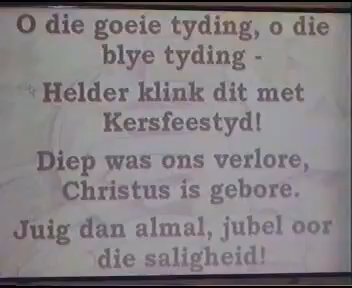 O die goeie tyding, o die
blye tyding -
Helder klink dit met
Kersfeestyd!
Diep was ons verlore,
Christus is gebore.
Juig dan almal, jubel oor
die saligheid!